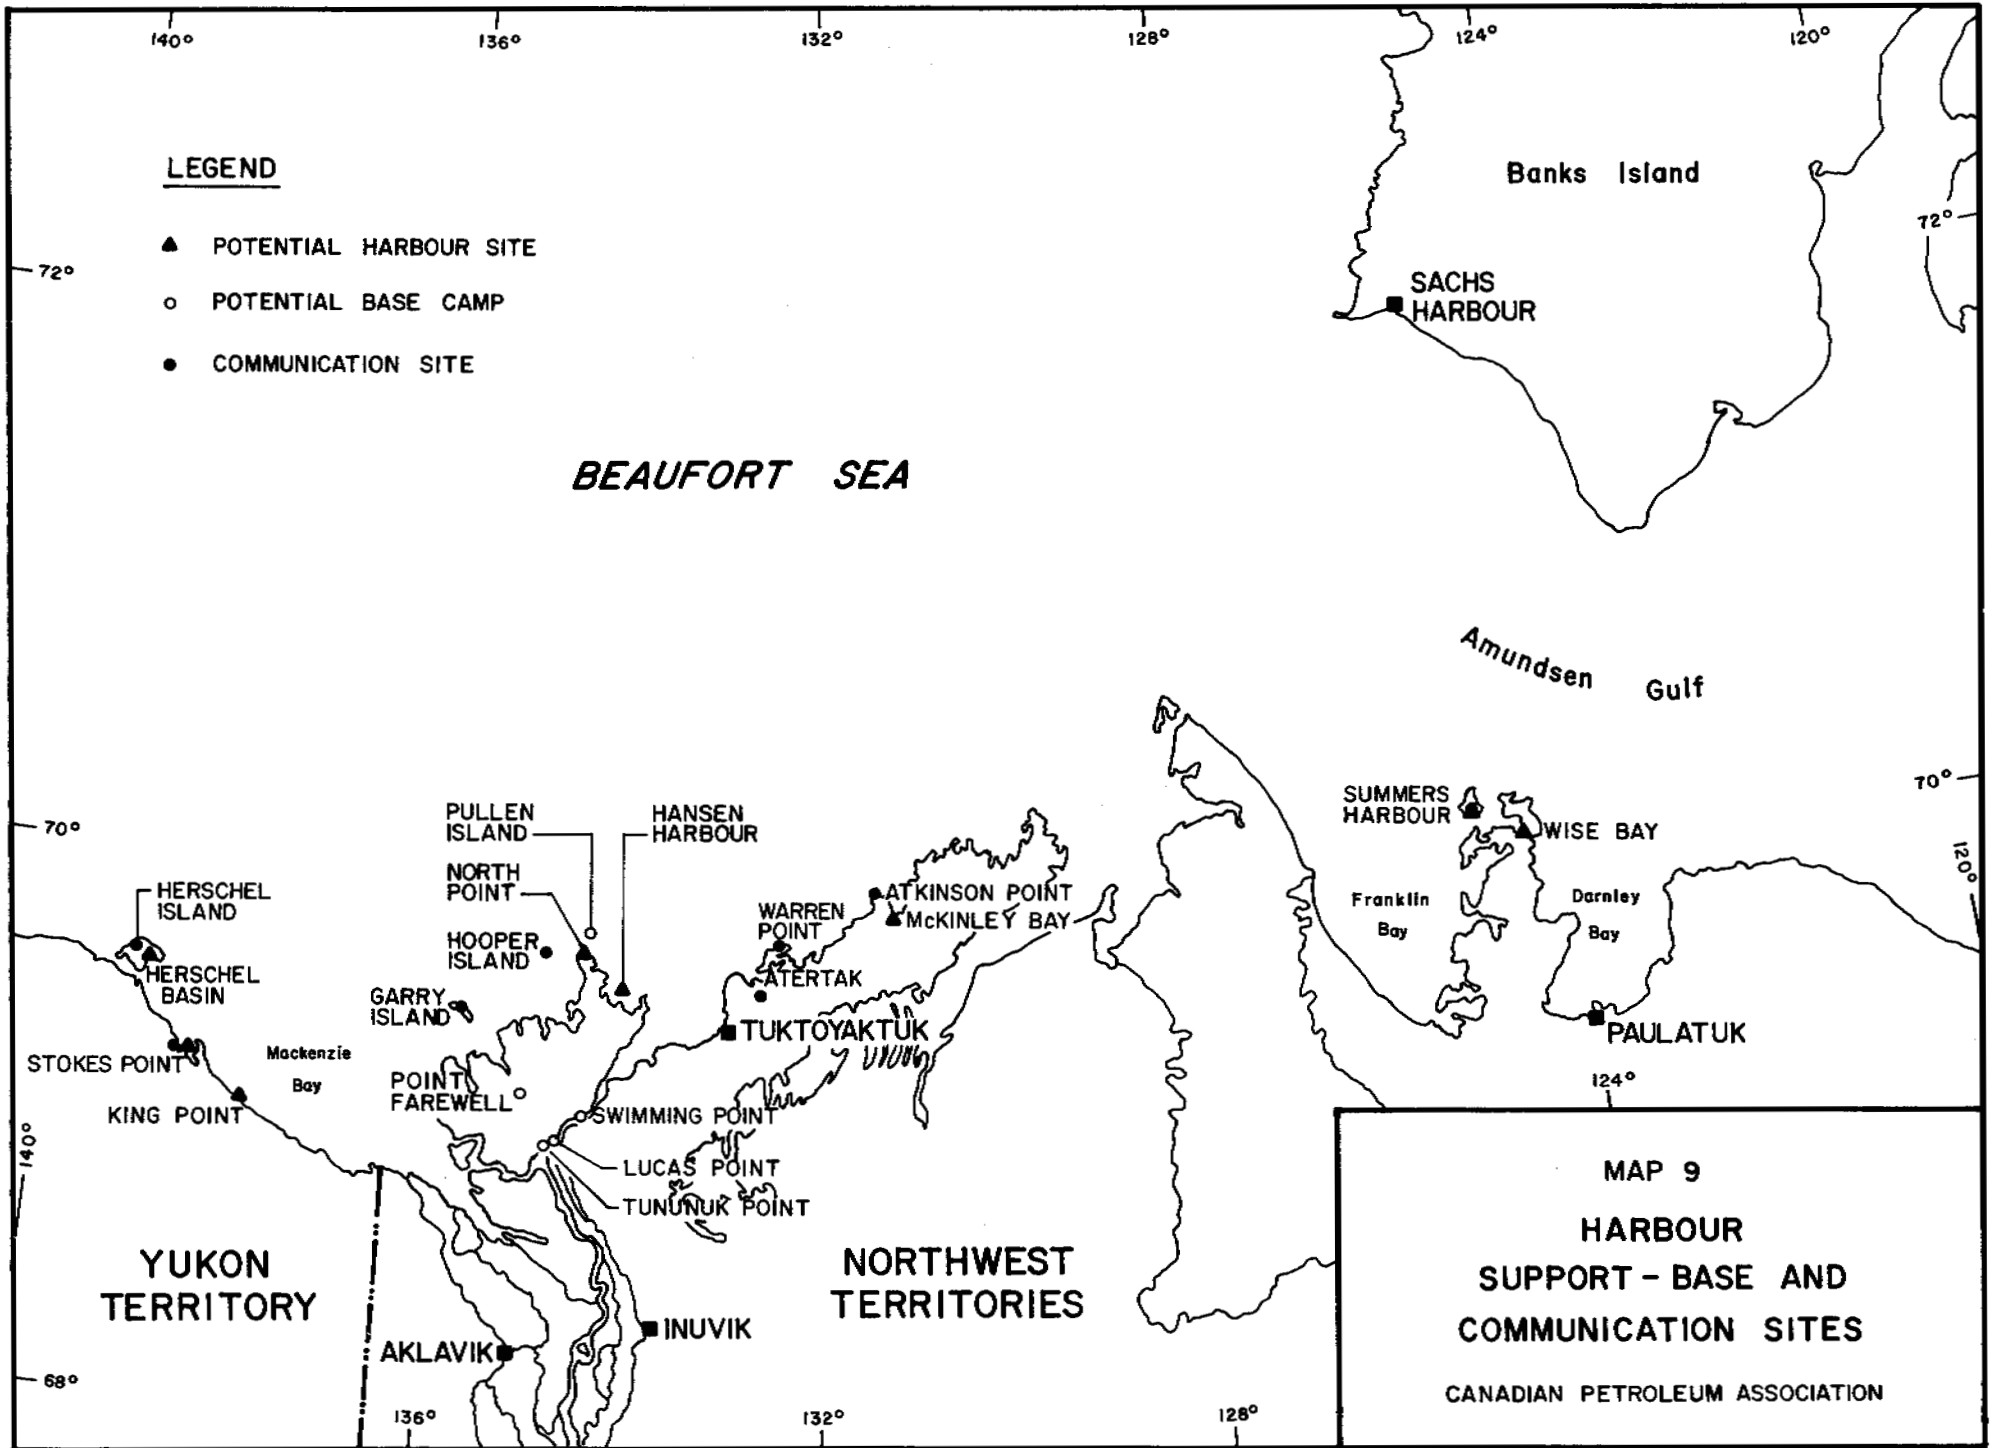 140°
136°
132°
128°
124°
120°
LEGEND
POTENTIAL HARBOUR SITE
POTENTIAL BASE CAMP
COMMUNICATION SITE
Banks Island
72°
72°
SACHS
HARBOUR
BEAUFORT SEA
Amundsen Gulf
70°
70°
120°
SUMMERS
HARBOUR
WISE BAY
PULLEN
ISLAND
HANSEN
HARBOUR
NORTH
POINT
HERSCHEL
ISLAND
ATKINSON POINT
McKINLEY BAY
WARREN
POINT
Franklin
Bay
Darnley
Bay
HOOPER
ISLAND
HERSCHEL
BASIN
ATERTAK
GARRY
ISLAND
TUKTOYAKTUK
PAULATUK
STOKES POINT
Mackenzie
Bay
POINT
FAREWELL
KING POINT
SWIMMING POINT
124°
140°
LUCAS POINT
TUNUNUK POINT
YUKON
TERRITORY
NORTHWEST
TERRITORIES
INUVIK
AKLAVIK
68°
136°
132°
128°
MAP 9
HARBOUR
SUPPORT - BASE AND
COMMUNICATION SITES
CANADIAN PETROLEUM ASSOCIATION